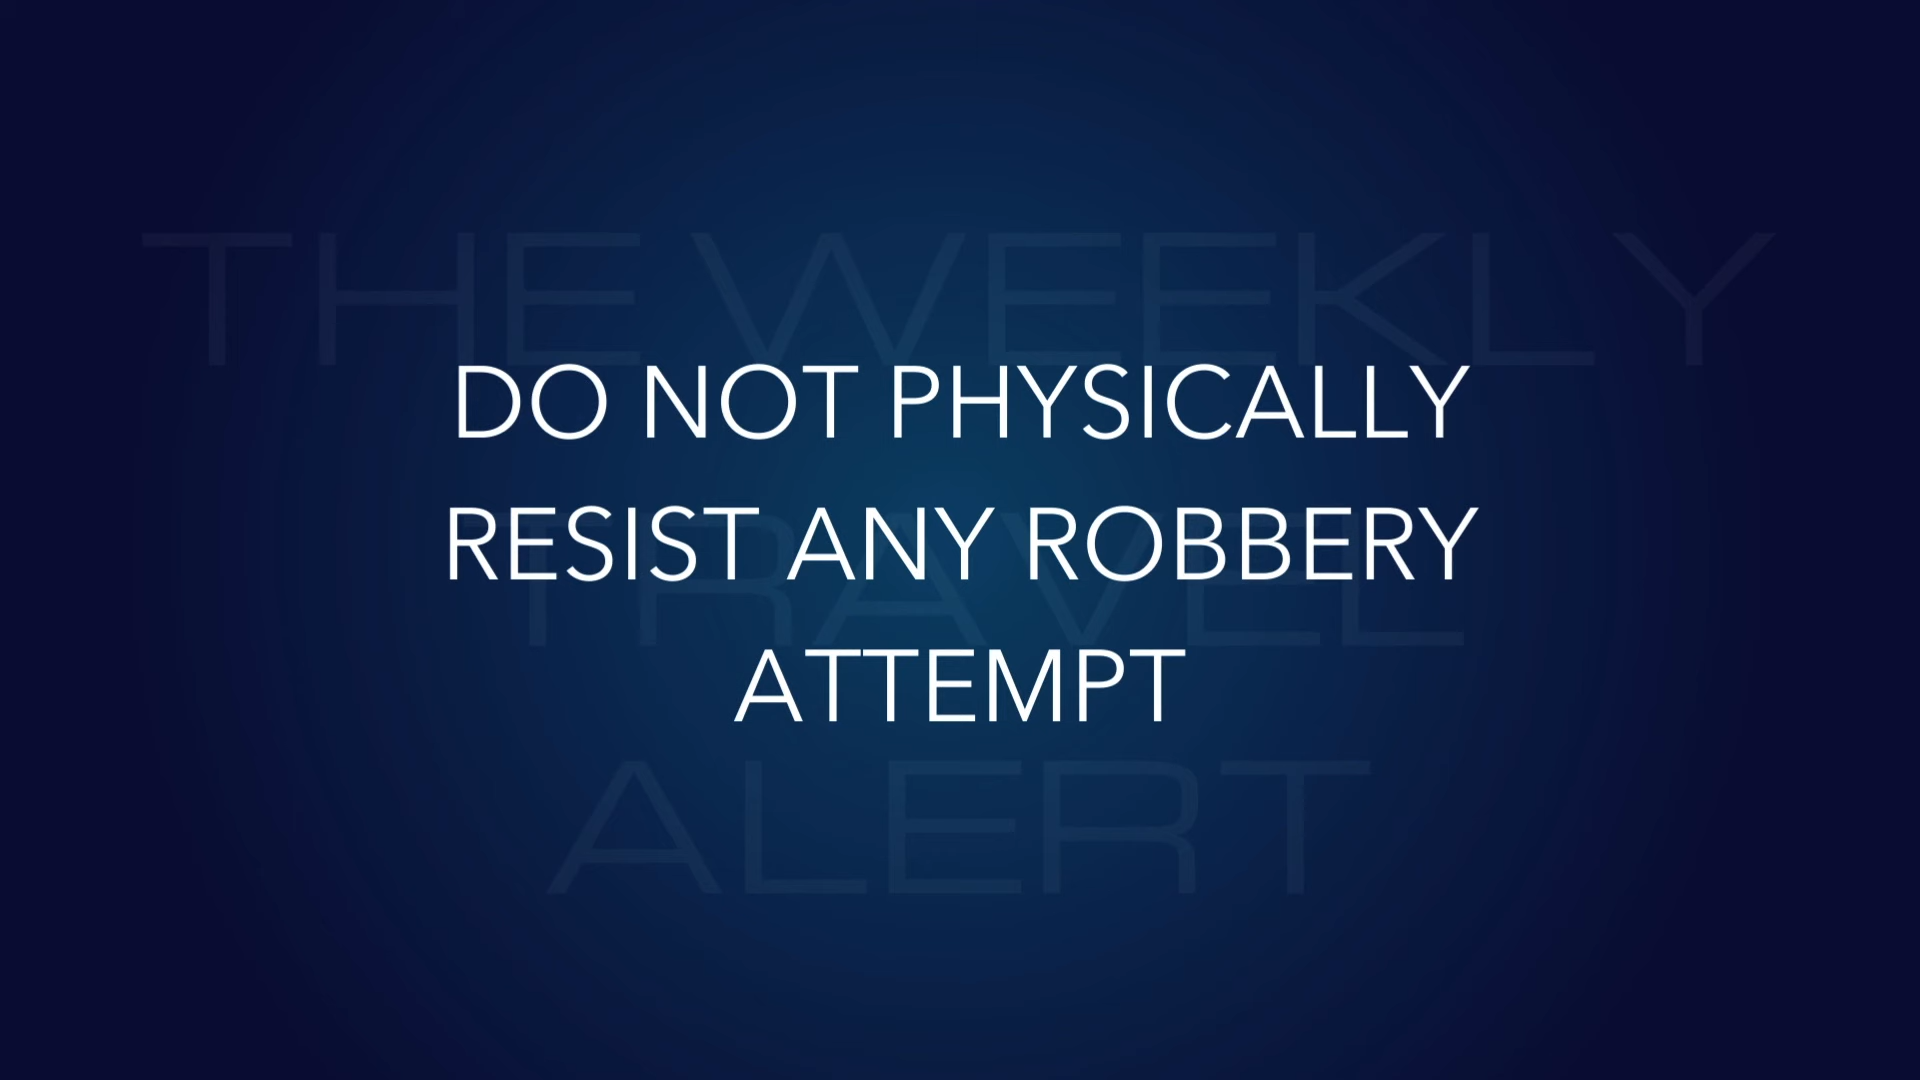 THE WEEKLY
DO NOT PHYSICALLY
RESIST ANY ROBBERY
TRAVEL
ATTEMPT
ALERT